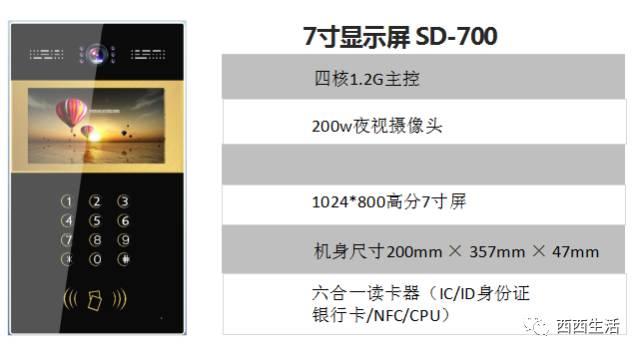 7寸显示屏 SD-700
四核1.2G主控
200w夜视摄像头
1024*800高分7寸屏
机身尺寸200mm × 357mm × 47mm
六合一读卡器（IC/ID身份证
银行卡/NFC/CPU）
1 2 3
4 5 6
7 8 9
* 0 #
西西生活